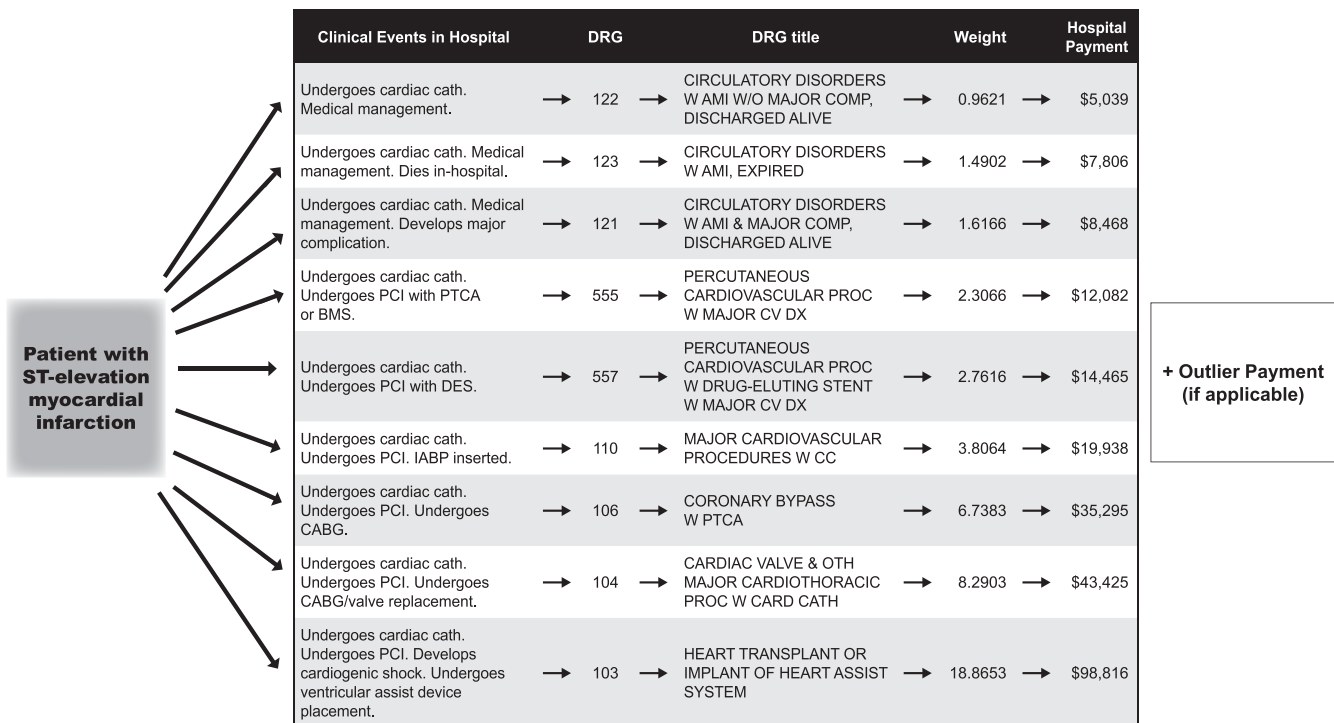 Clinical Events in Hospital
DRG
DRG title
Weight
Hospital
Payment
Undergoes cardiac cath.
Medical management.
122
CIRCULATORY DISORDERS
W AMI W/O MAJOR COMP,
DISCHARGED ALIVE
0.9621
$5,039
Undergoes cardiac cath. Medical
management. Dies in-hospital.
123
CIRCULATORY DISORDERS
W AMI, EXPIRED
1.4902
$7,806
Undergoes cardiac cath. Medical
management. Develops major
complication.
121
CIRCULATORY DISORDERS
W AMI & MAJOR COMP,
DISCHARGED ALIVE
1.6166
$8,468
Undergoes cardiac cath.
Undergoes PCI with PTCA
or BMS.
555
PERCUTANEOUS
CARDIOVASCULAR PROC
W MAJOR CV DX
2.3066
$12,082
Undergoes cardiac cath.
Undergoes PCI with DES.
557
PERCUTANEOUS
CARDIOVASCULAR PROC
W DRUG-ELUTING STENT
W MAJOR CV DX
2.7616
$14,465
Undergoes cardiac cath.
Undergoes PCI. IABP inserted.
110
MAJOR CARDIOVASCULAR
PROCEDURES W CC
3.8064
$19,938
Undergoes cardiac cath.
Undergoes PCI. Undergoes
CABG.
106
CORONARY BYPASS
W PTCA
6.7383
$35,295
Undergoes cardiac cath.
Undergoes PCI. Undergoes
CABG/valve replacement.
104
CARDIAC VALVE & OTH
MAJOR CARDIOTHORACIC
PROC W CARD CATH
8.2903
$43,425
Undergoes cardiac cath.
Undergoes PCI. Develops
cardiogenic shock. Undergoes
ventricular assist device
placement.
103
HEART TRANSPLANT OR
IMPLANT OF HEART ASSIST
SYSTEM
18.8653
$98,816
Patient with
ST-elevation
myocardial
infarction
+ Outlier Payment
(if applicable)